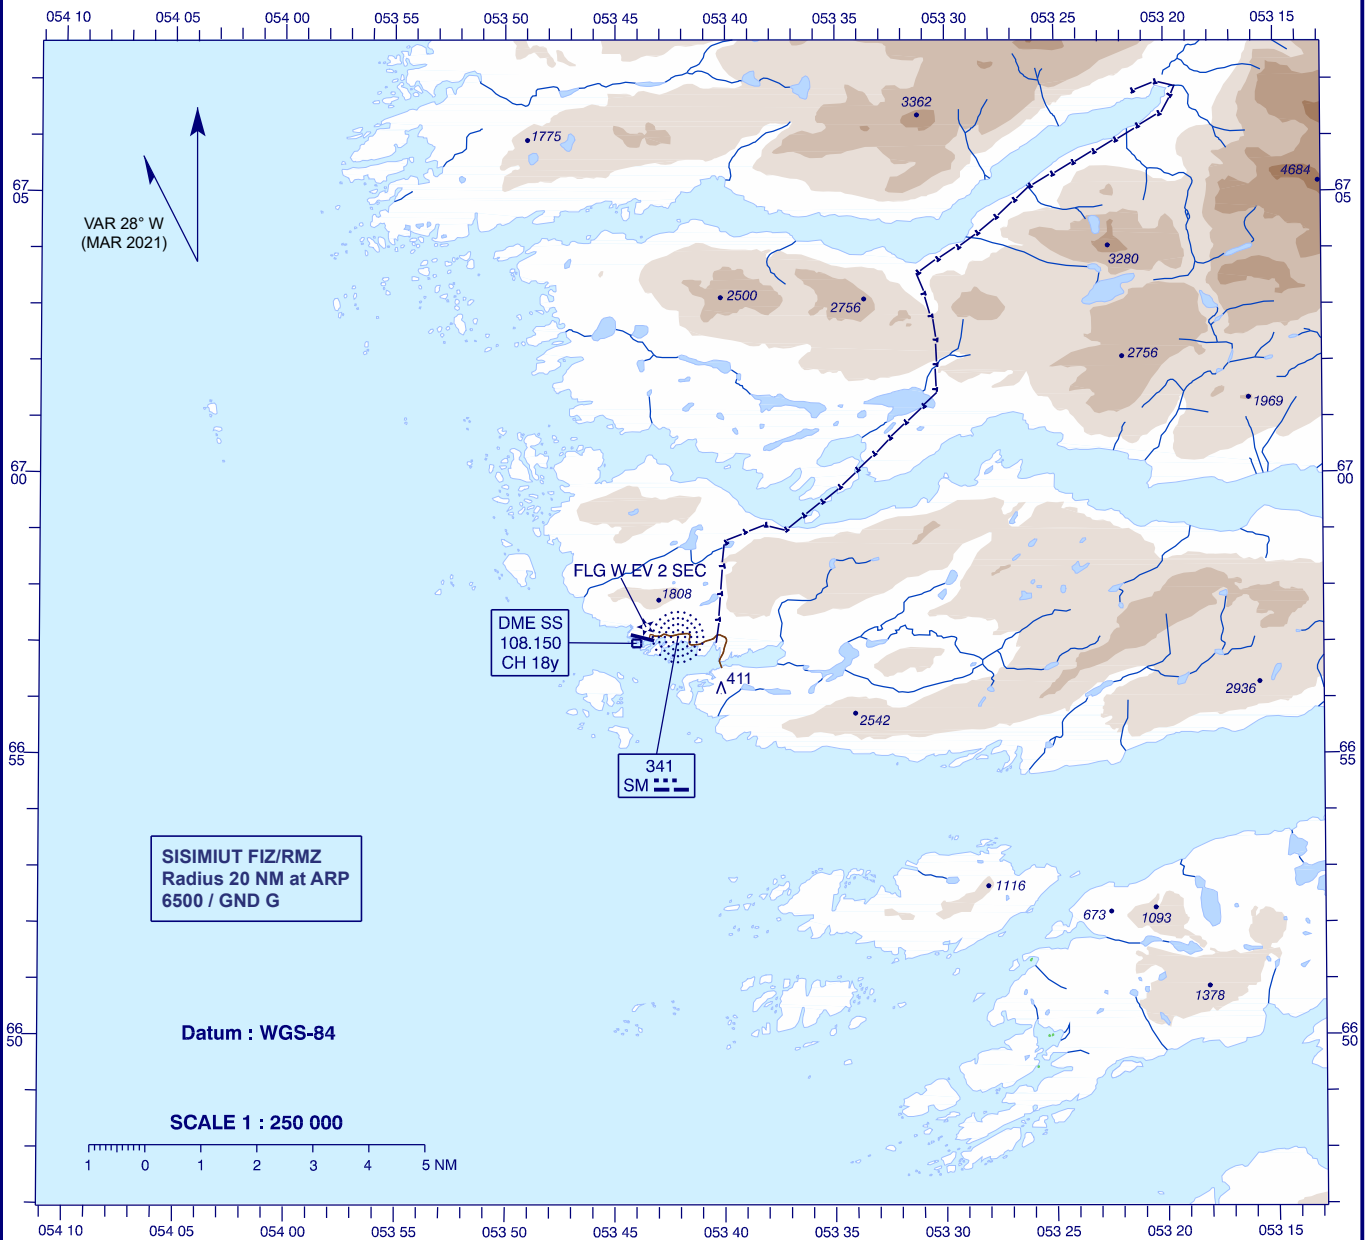 054 10 054 05 054 00 053 55 053 50 053 45 053 40 053 35 053 30 053 25 053 20 053 15
3362
1775
4684
67
05
67
05
VAR 28° W
(MAR 2021)
3280
2500
2756
2756
1969
67
00
67
00
FLG W EV 2 SEC
1808
DME SS
108.150
CH 18y
411
2936
2542
66
55
66
55
341
SM
SISIMIUT FIZ/RMZ
Radius 20 NM at ARP
6500 / GND G
1116
673
1093
1378
Datum : WGS-84
66
50
66
50
SCALE 1 : 250 000
1 0 1 2 3 4 5 NM
054 10 054 05 054 00 053 55 053 50 053 45 053 40 053 35 053 30 053 25 053 20 053 15